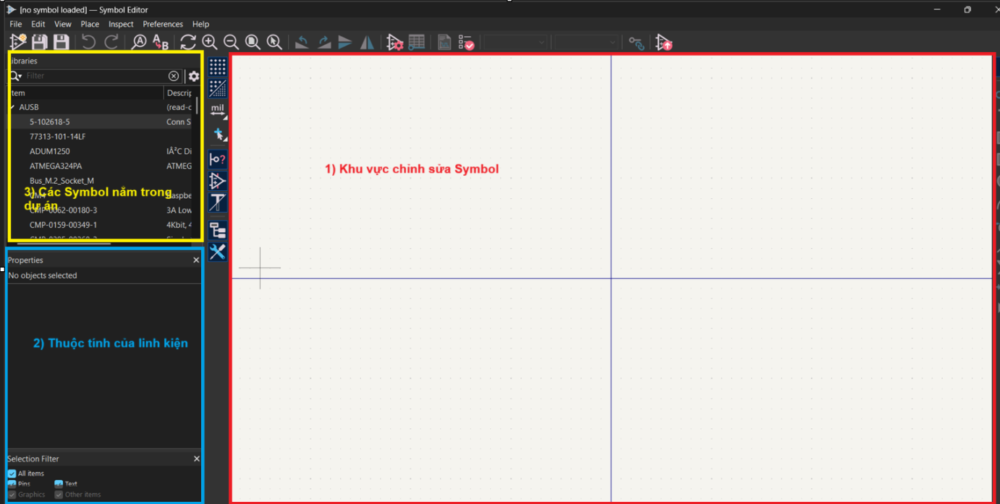 [no symbol loaded] — Symbol Editor
File Edit View Place Inspect Preferences Help
ibraries
Filter
tem Descrip
AUSB (read-c
5-102618-5 Conn S
77313-101-14LF
ADUM1250 IÂ²C Di
ATMEGA324PA ATMEG
Bus_M.2_Socket_M
3) Các Symbol nằm trong
dự án
CM4 Raspbe
CMP-0062-00180-3 3A Low
CMP-0159-00349-1 4Kbit, 4
mil
1) Khu vực chỉnh sửa Symbol
Properties
No objects selected
2) Thuộc tính của linh kiện
Selection Filter
All items
Pins Text
Graphics Other items